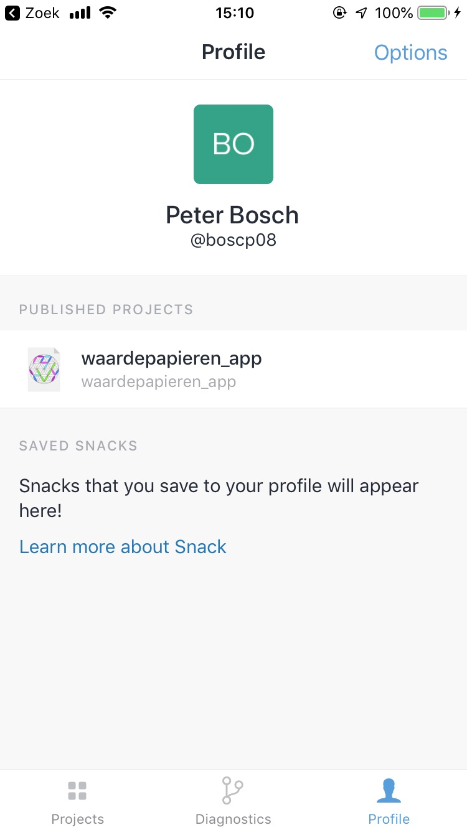 Zoek 15:10 100%
Profile Options
BO
Peter Bosch
@boscp08
PUBLISHED PROJECTS
waardepapieren_app
waardepapieren_app
SAVED SNACKS
Snacks that you save to your profile will appear
here!
Learn more about Snack
Projects Diagnostics Profile